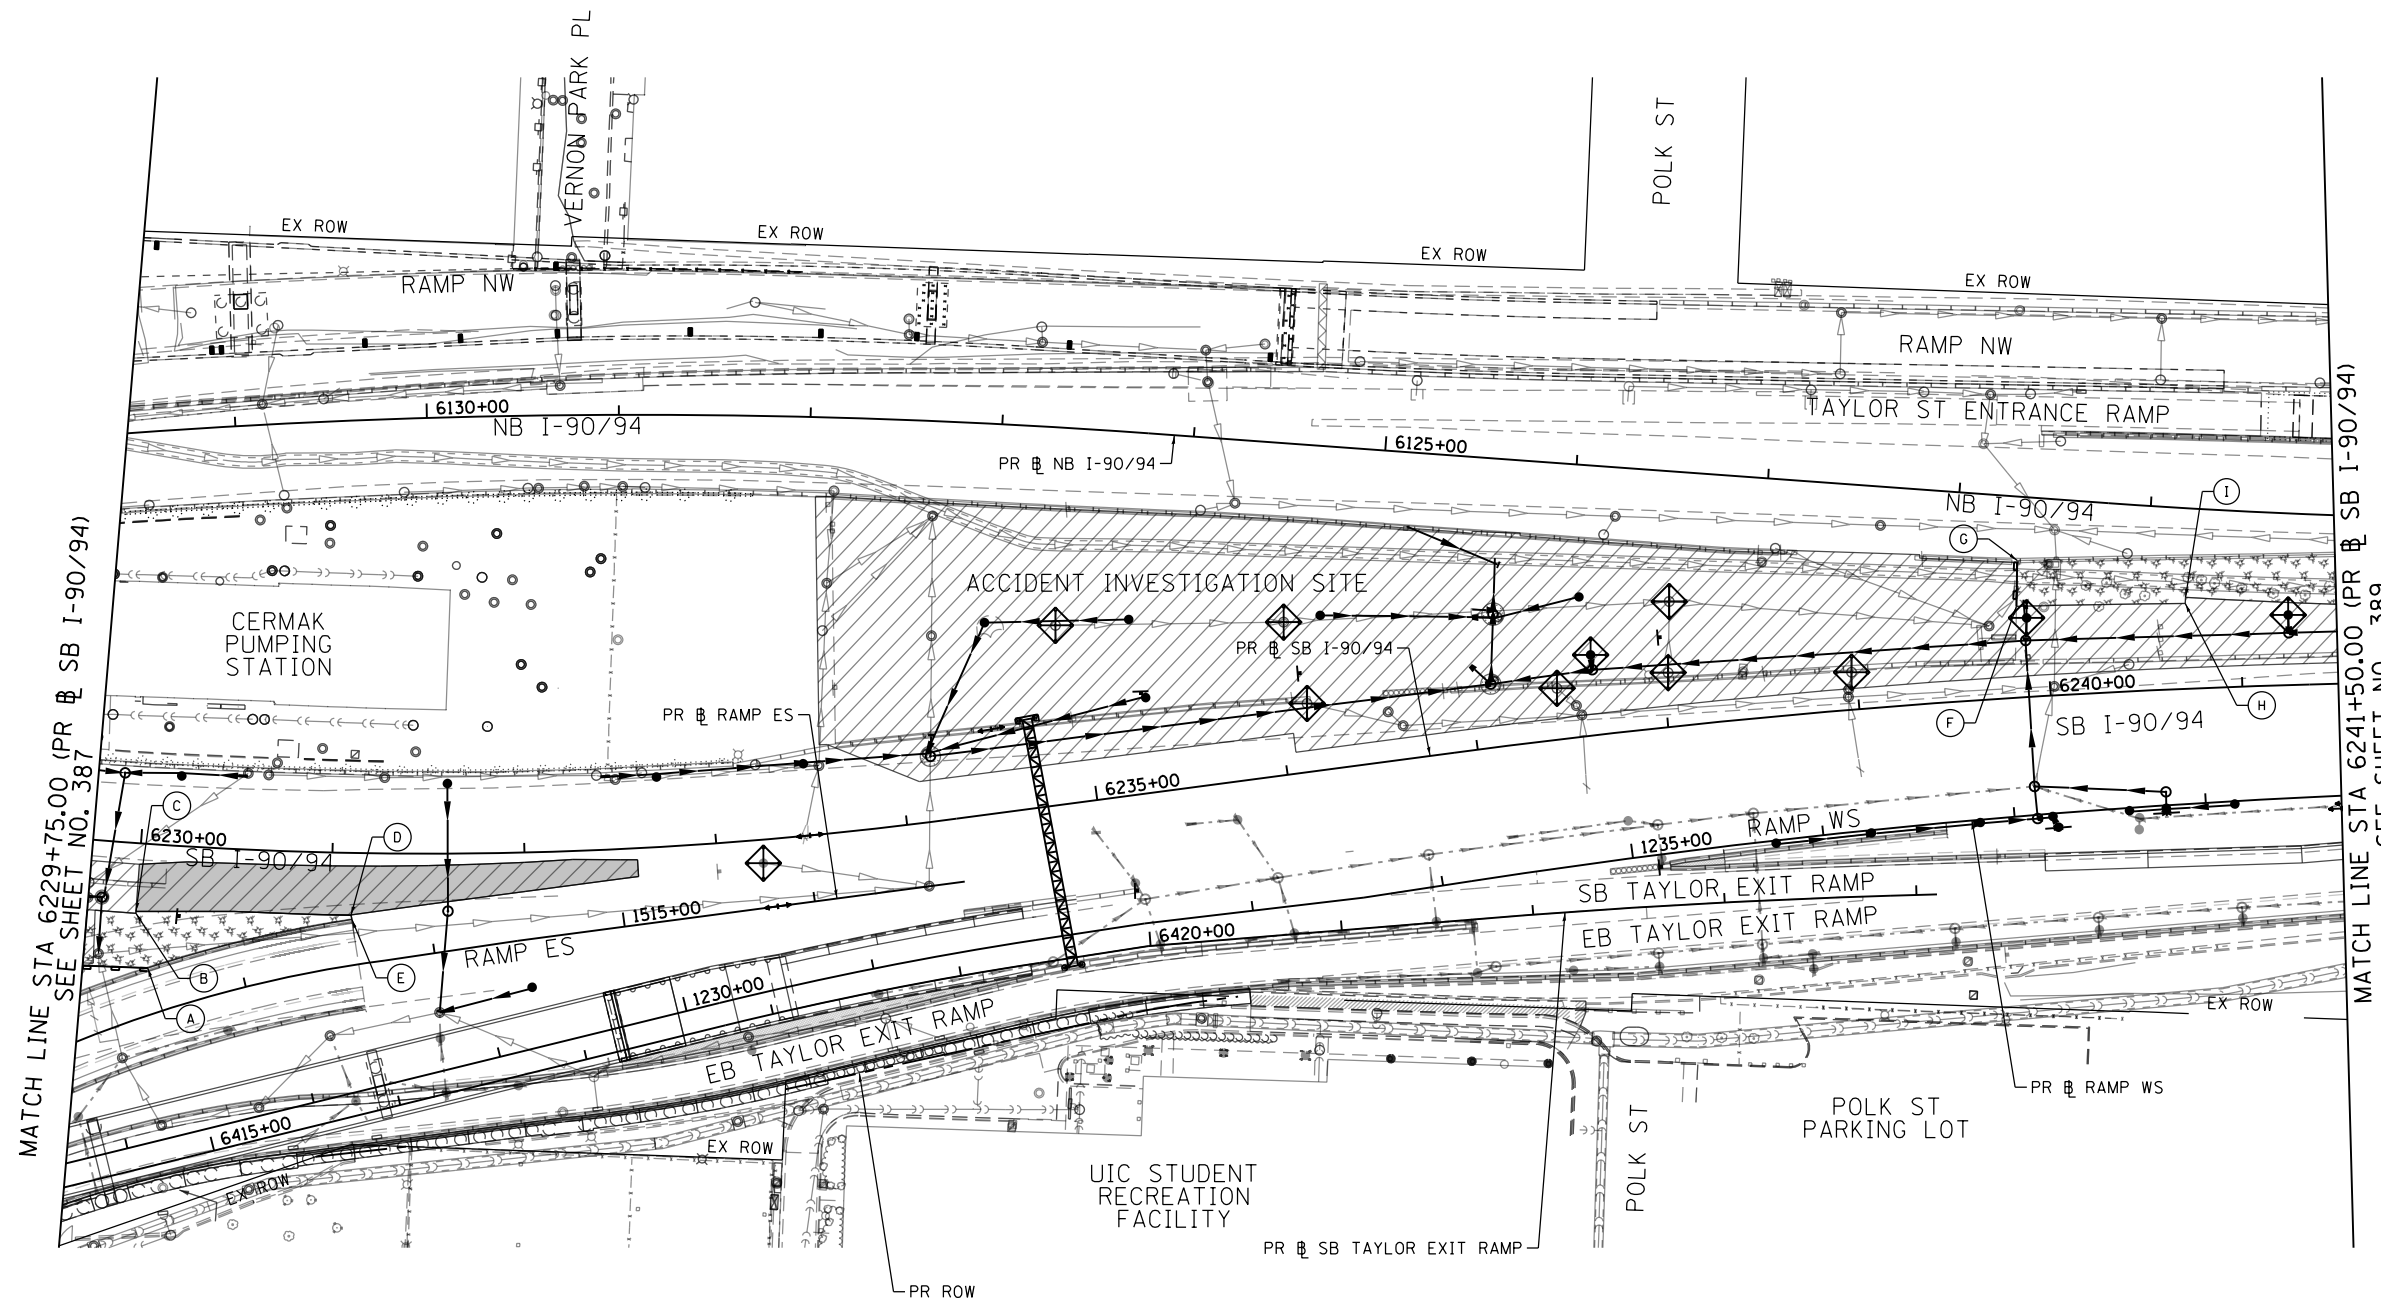 VERNON PARK PL
POLK ST
EX ROW
EX ROW
EX ROW
EX ROW
RAMP NW
RAMP NW
TAYLOR ST ENTRANCE RAMP
6130+00
NB I-90/94
6125+00
PR ℄ NB I-90/94
NB I-90/94
I
G
ACCIDENT INVESTIGATION SITE
CERMAK
PUMPING
STATION
PR ℄ SB I-90/94
PR ℄ RAMP ES
6240+00
H
F
SB I-90/94
C
6235+00
6230+00
D
SB I-90/94
RAMP WS
1235+00
SB TAYLOR EXIT RAMP
1515+00
EB TAYLOR EXIT RAMP
RAMP ES
6420+00
B
E
1230+00
A
EX ROW
EB TAYLOR EXIT RAMP
PR ℄ RAMP WS
POLK ST
PARKING LOT
6415+00
EX ROW
EX ROW
POLK ST
UIC STUDENT
RECREATION
FACILITY
PR ℄ SB TAYLOR EXIT RAMP
PR ROW
MATCH LINE STA 6229+75.00 (PR ℄ SB I-90/94)
SEE SHEET NO. 387
MATCH LINE STA 6241+50.00 (PR ℄ SB I-90/94)
SEE SHEET NO. 389